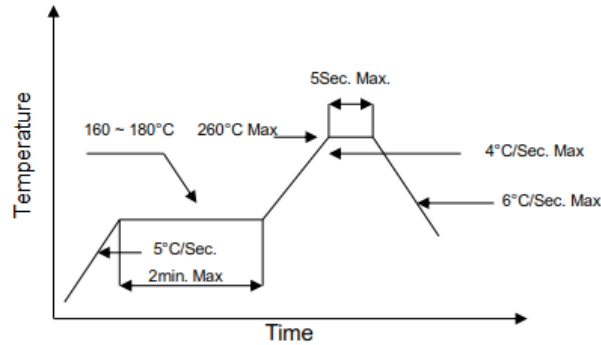 5Sec. Max.
160 ~ 180°C
260°C Max
4°C/Sec. Max
6°C/Sec. Max
5°C/Sec.
2min. Max
Temperature
Time